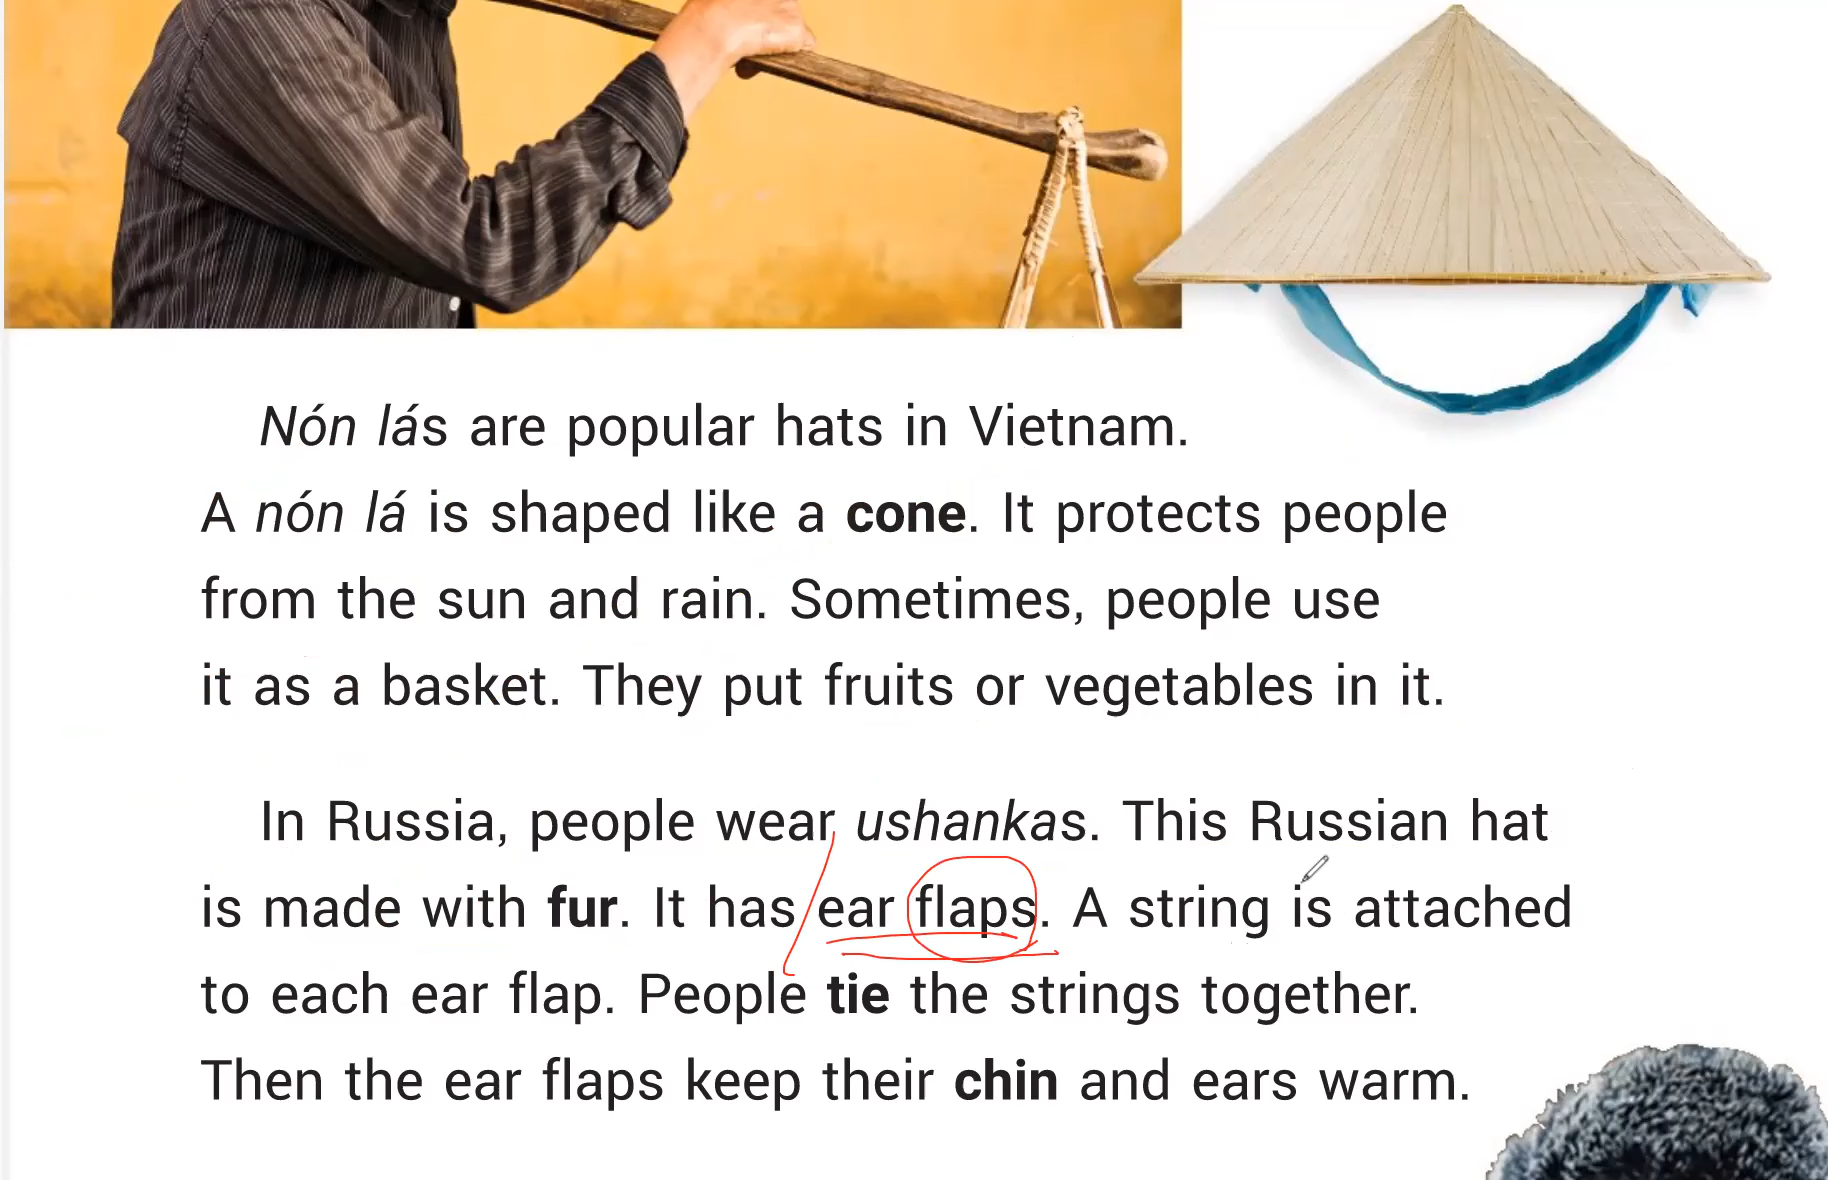 Nón lás are popular hats in Vietnam.
A nón lá is shaped like a cone. It protects people
from the sun and rain. Sometimes, people use
it as a basket. They put fruits or vegetables in it.
In Russia, people wear ushankas. This Russian hat
is made with fur. It has ear flaps. A string is attached
to each ear flap. People tie the strings together.
Then the ear flaps keep their chin and ears warm.